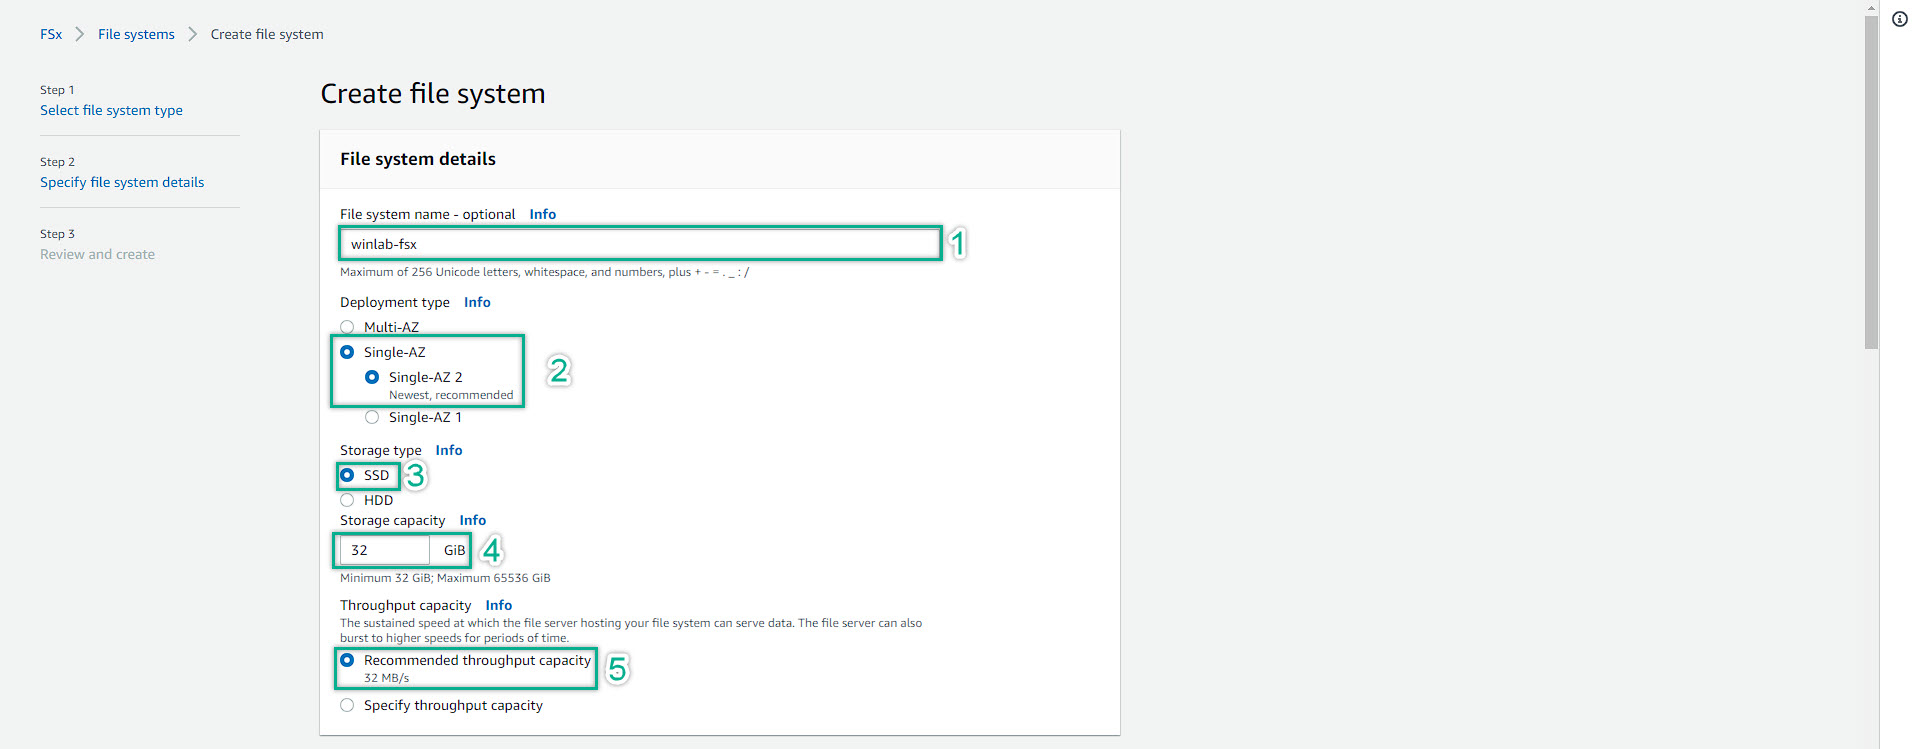 FSx > File systems > Create file system
Step 1
Select file system type
Step 2
Specify file system details
Step 3
Review and create
Create file system
File system details
File system name - optional Info
winlab-fsx 1
Maximum of 256 Unicode letters, whitespace, and numbers, plus + - = . _ : /
Deployment type Info
Multi-AZ
Single-AZ
2
Single-AZ 2
Newest, recommended
Single-AZ 1
Storage type Info
SSD 3
HDD
Storage capacity Info
32 GiB 4
Minimum 32 GiB; Maximum 65536 GiB
Throughput capacity Info
The sustained speed at which the file server hosting your file system can serve data. The file server can also
burst to higher speeds for periods of time.
Recommended throughput capacity 5
32 MB/s
Specify throughput capacity